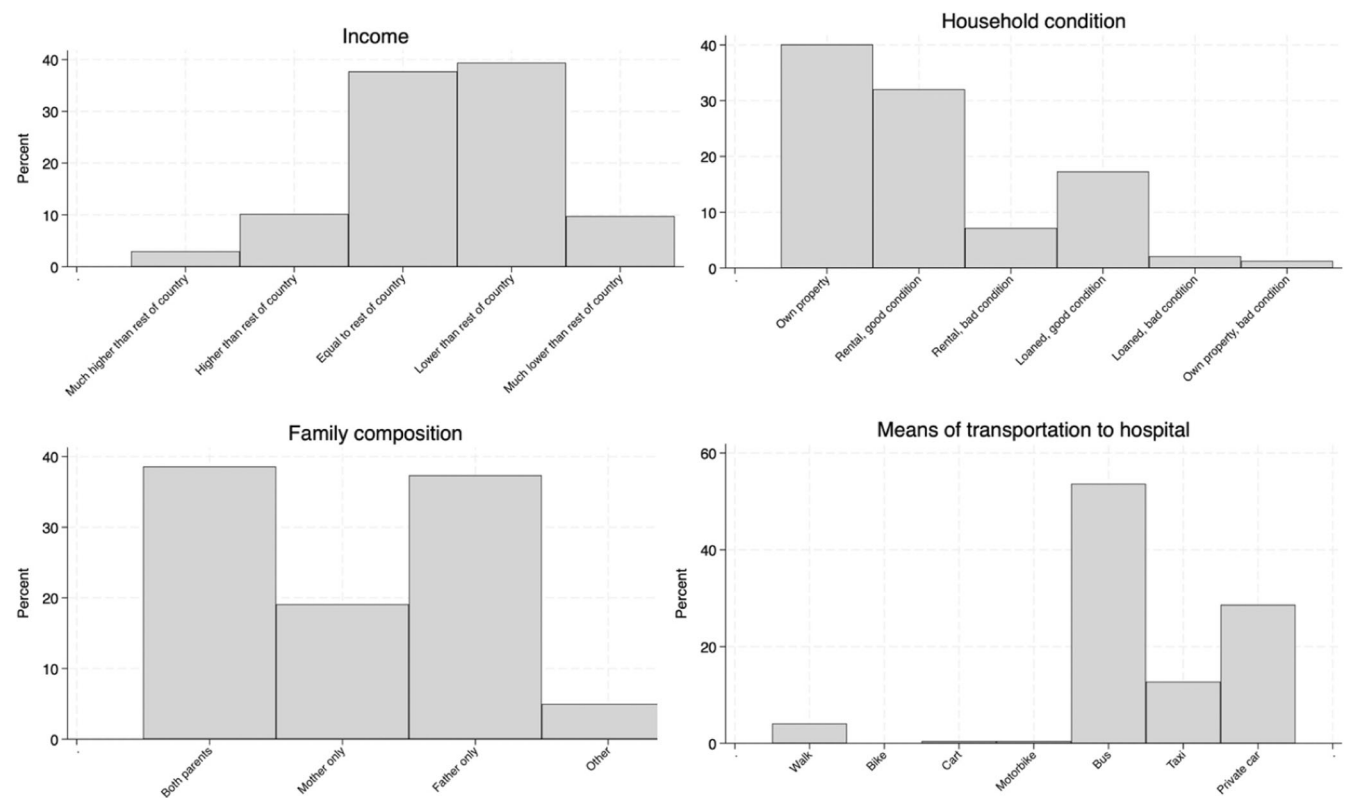 Income
Percent
40
30
20
10
0
.
Much higher than rest of country
Higher than rest of country
Equal to rest of country
Lower than rest of country
Much lower than rest of country
Household condition
40
30
20
10
0
.
Own property
Rental, good condition
Rental, bad condition
Loaned, good condition
Loaned, bad condition
Own property, bad condition
Family composition
Percent
40
30
20
10
0
.
Both parents
Mother only
Father only
Other
Means of transportation to hospital
Percent
60
40
20
0
.
Walk
Bike
Cart
Motorbike
Bus
Taxi
Private car
.